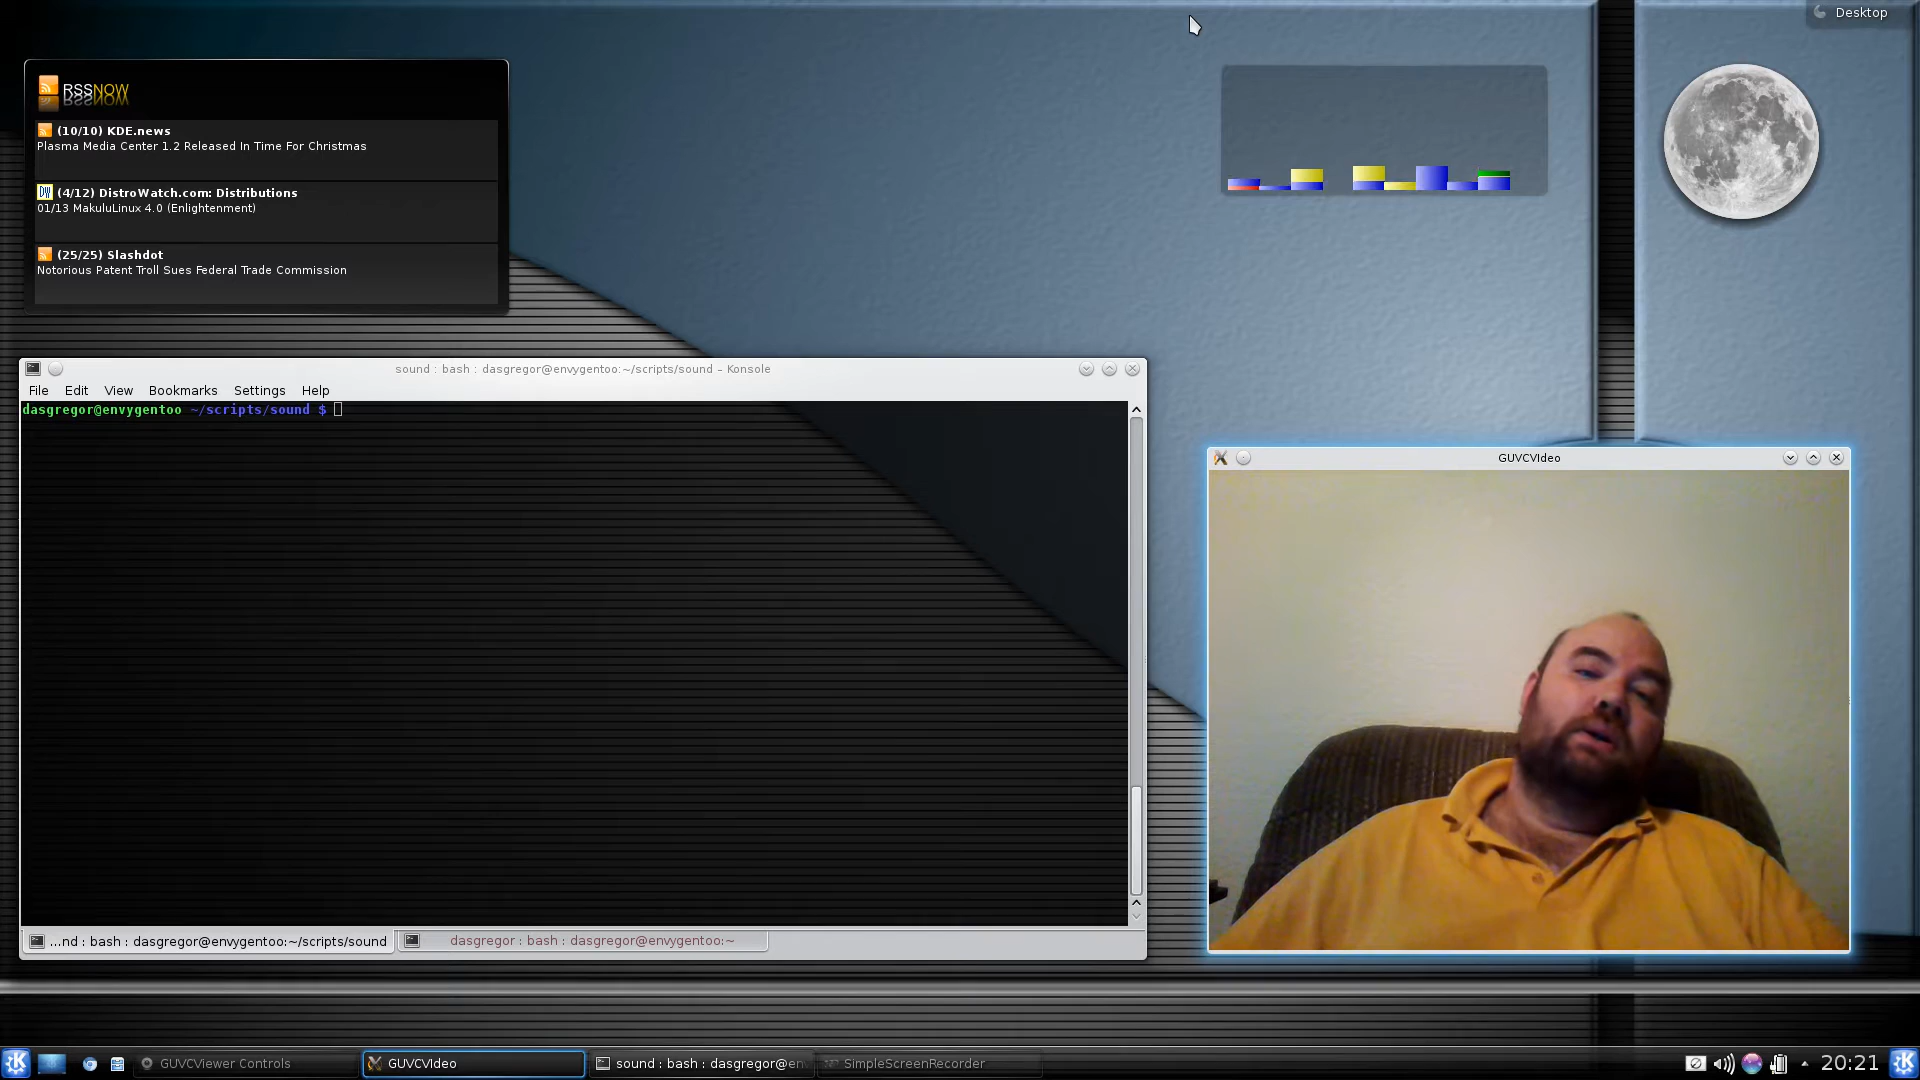 Desktop
RSSNOW
(10/10) KDE.news
Plasma Media Center 1.2 Released In Time For Christmas
DW (4/12) DistroWatch.com: Distributions
01/13 MakuluLinux 4.0 (Enlightenment)
(25/25) Slashdot
Notorious Patent Troll Sues Federal Trade Commission
sound : bash : dasgregor@envygentoo:~/scripts/sound – Konsole
File Edit View Bookmarks Settings Help
dasgregor@envygentoo ~/scripts/sound $
GUVCVideo
...nd : bash : dasgregor@envygentoo:~/scripts/sound
dasgregor : bash : dasgregor@envygentoo:~
GUVCViewer Controls
GUVCVideo
sound : bash : dasgregor@en
SimpleScreenRecorder
20:21